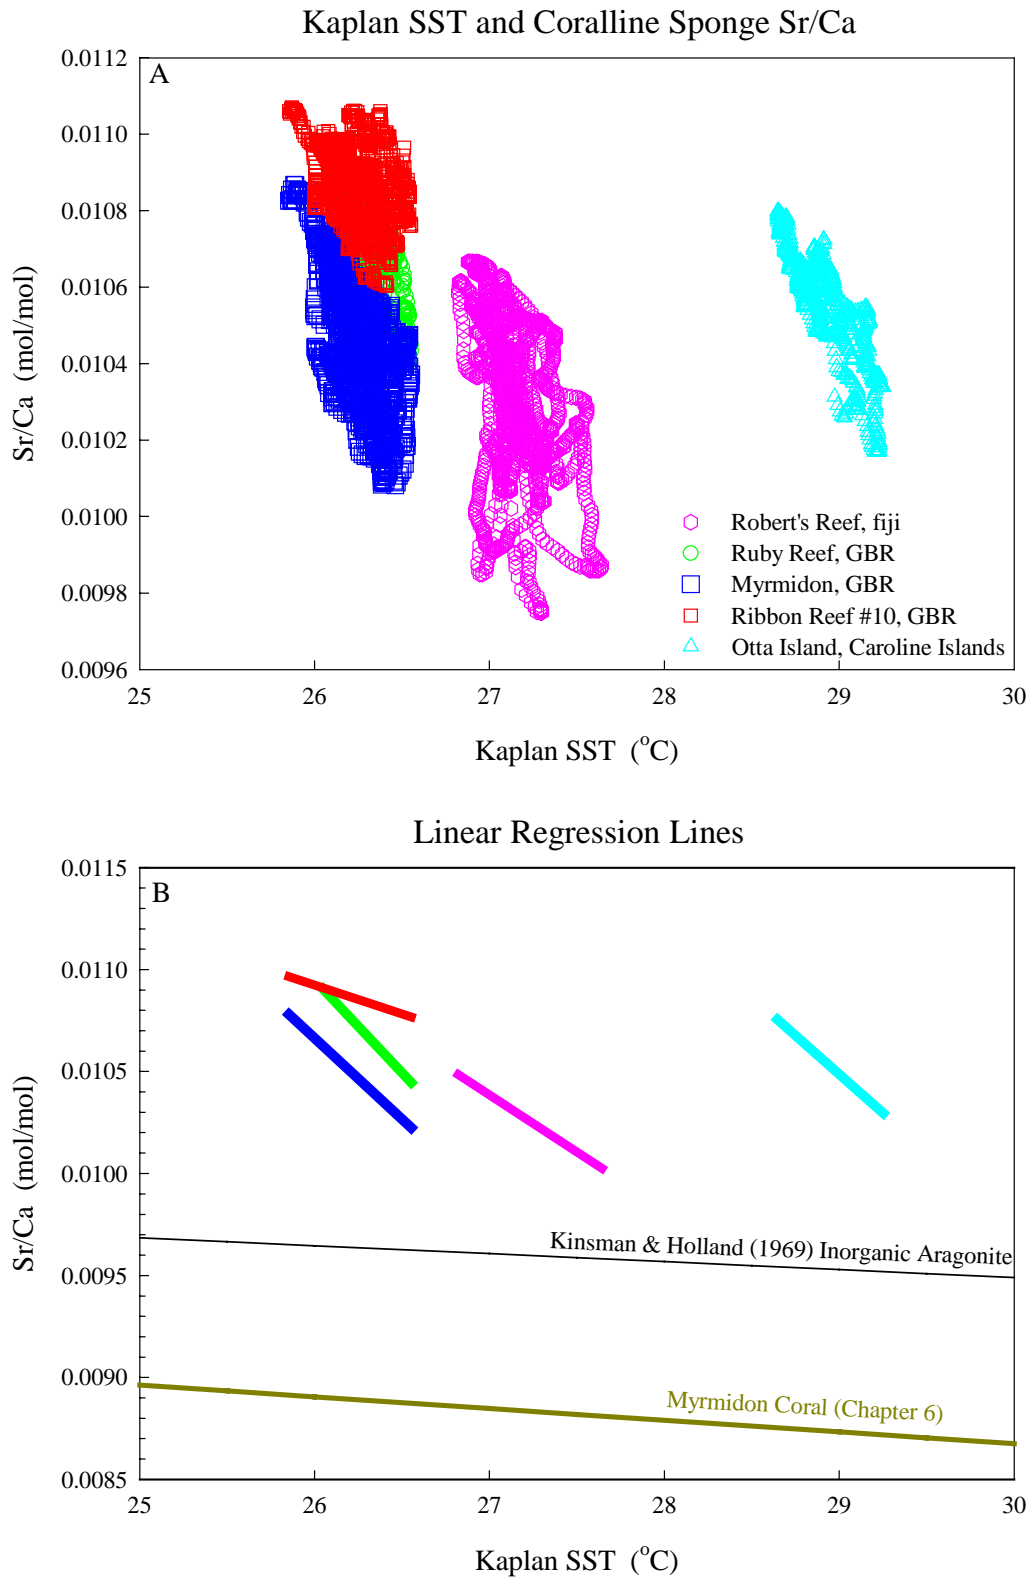 Kaplan SST and Coralline Sponge Sr/Ca
A
0.0112
0.0110
0.0108
0.0106
0.0104
0.0102
0.0100
0.0098
0.0096
Sr/Ca (mol/mol)
Robert's Reef, fiji
Ruby Reef, GBR
Myrmidon, GBR
Ribbon Reef #10, GBR
Otta Island, Caroline Islands
25 26 27 28 29 30
Kaplan SST (°C)
Linear Regression Lines
B
0.0115
0.0110
0.0105
0.0100
0.0095
0.0090
0.0085
Sr/Ca (mol/mol)
Kinsman & Holland (1969) Inorganic Aragonite
Myrmidon Coral (Chapter 6)
25 26 27 28 29 30
Kaplan SST (°C)